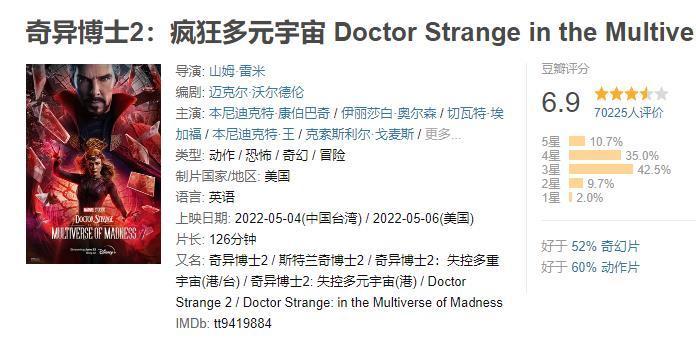 奇异博士2：疯狂多元宇宙 Doctor Strange in the Multive
导演: 山姆·雷米
编剧: 迈克尔·沃尔德伦
主演: 本尼迪克特·康伯巴奇 / 伊丽莎白·奥尔森 / 切瓦特·埃
加福 / 本尼迪克特·王 / 克索斯利尔·戈麦斯 / 更多...
类型: 动作 / 恐怖 / 奇幻 / 冒险
制片国家/地区: 美国
语言: 英语
上映日期: 2022-05-04(中国台湾) / 2022-05-06(美国)
片长: 126分钟
又名: 奇异博士2 / 斯特兰奇博士2 / 奇异博士2：失控多重
宇宙(港/台) / 奇异博士2: 失控多元宇宙(港) / Doctor
Strange 2 / Doctor Strange: in the Multiverse of Madness
IMDb: tt9419884
豆瓣评分
6.9
70225人评价
5星 10.7%
4星 35.0%
3星 42.5%
2星 9.7%
1星 2.0%
好于 52% 奇幻片
好于 60% 动作片
MARVEL STUDIOS
DOCTOR STRANGE
MULTIVERSE OF MADNESS
Disney+